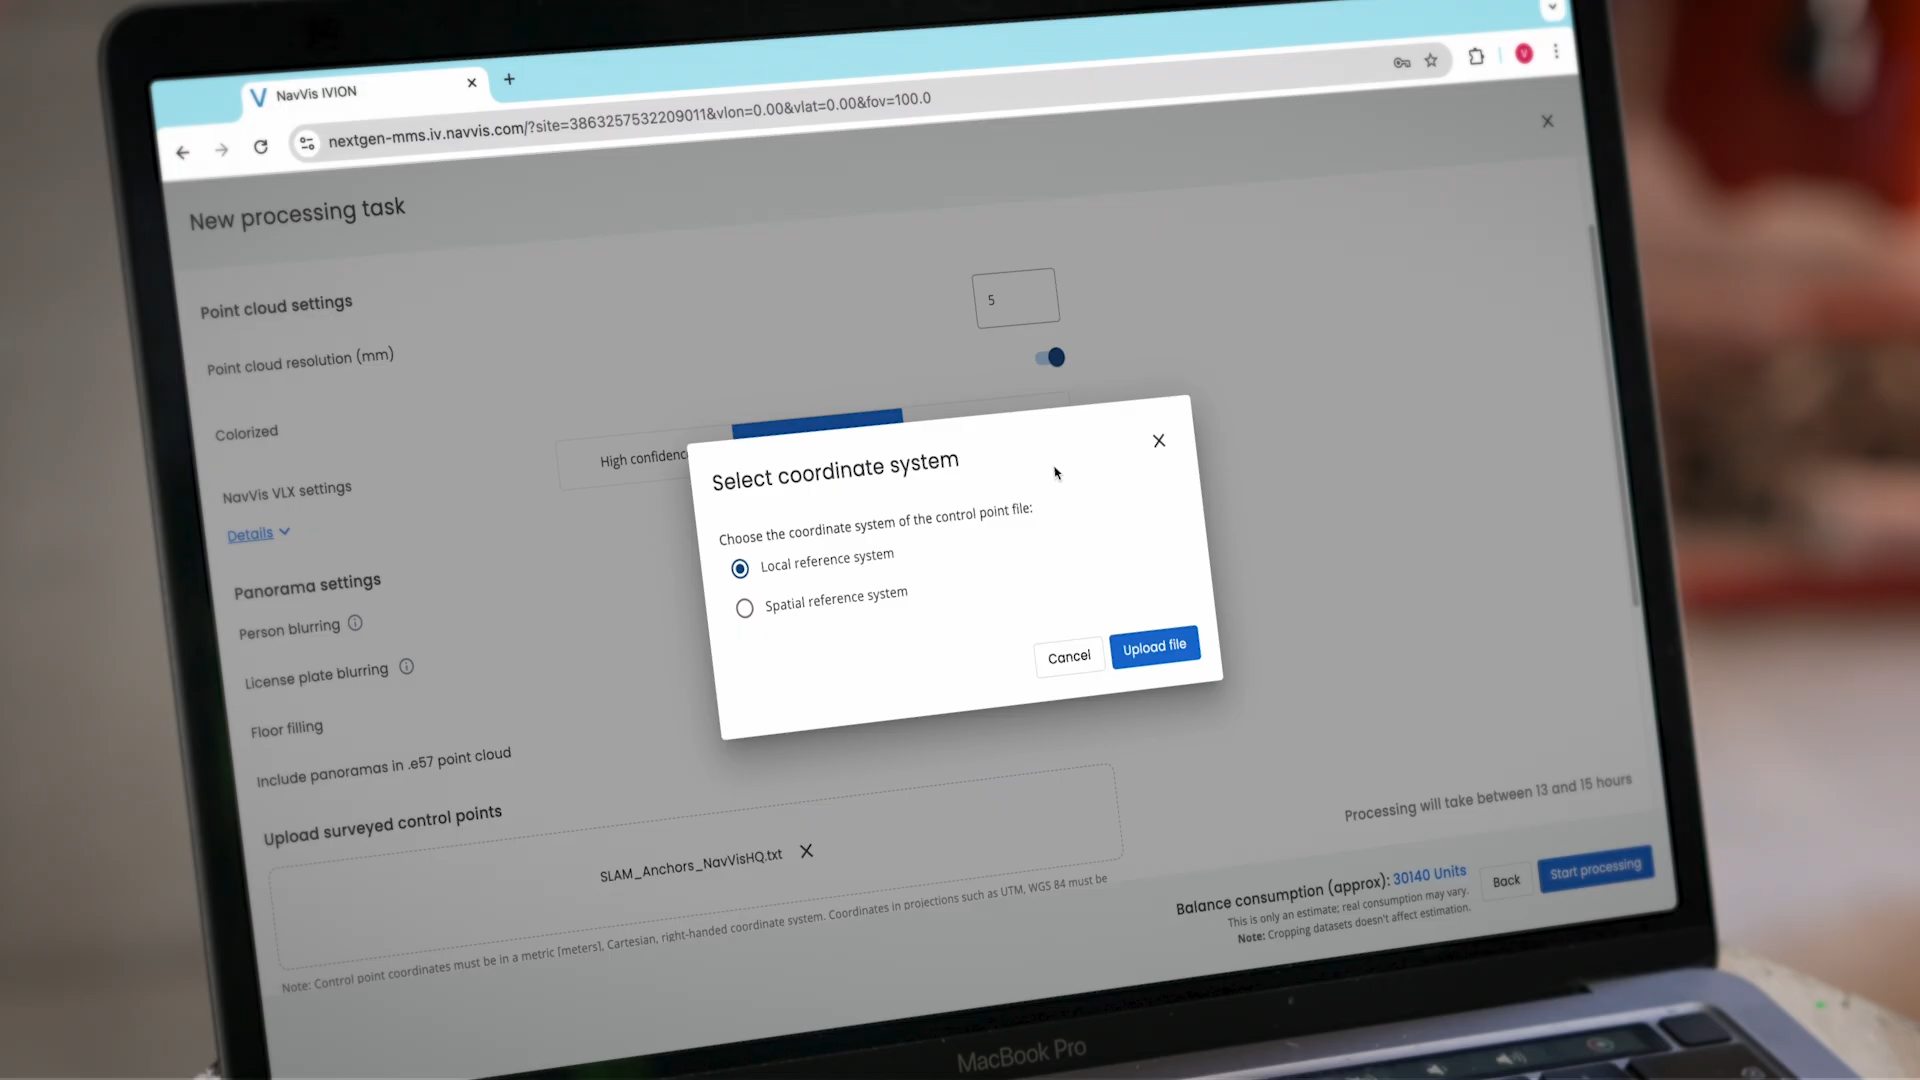 NavVis IVION
nextgen-mms.iv.navvis.com/?site=3863257532209011&vlon=0.00&vlat=0.00&fov=100.0
V
New processing task
Point cloud settings
5
Point cloud resolution (mm)
Colorized
High confidence
NavVis VLX settings
Details
Select coordinate system
Choose the coordinate system of the control point file:
Local reference system
Spatial reference system
Cancel
Upload file
Panorama settings
Person blurring
License plate blurring
Floor filling
Include panoramas in .e57 point cloud
Upload surveyed control points
SLAM_Anchors_NavVisHQ.txt
Note: Control point coordinates must be in a metric [meters], Cartesian, right-handed coordinate system. Coordinates in projections such as UTM, WGS 84 must be
Processing will take between 13 and 15 hours
Balance consumption (approx): 30140 Units
This is only an estimate; real consumption may vary.
Note: Cropping datasets doesn't affect estimation.
Back
Start processing
MacBook Pro